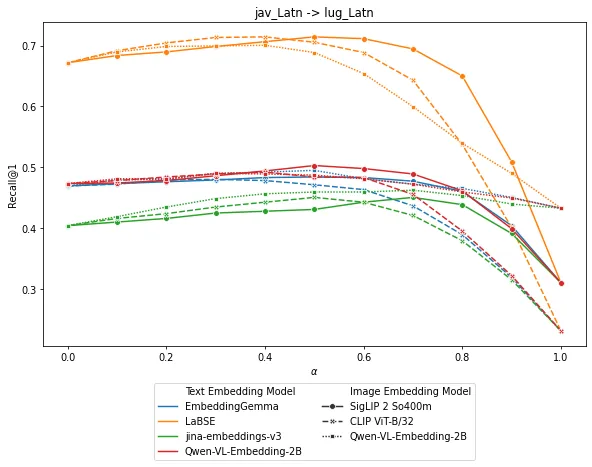 jav_Latn -> lug_Latn
Recall@1
0.7
0.6
0.5
0.4
0.3
0.0 0.2 0.4 0.6 0.8 1.0
α
Text Embedding Model Image Embedding Model
EmbeddingGemma SigLIP 2 So400m
LaBSE CLIP ViT-B/32
jina-embeddings-v3 Qwen-VL-Embedding-2B
Qwen-VL-Embedding-2B